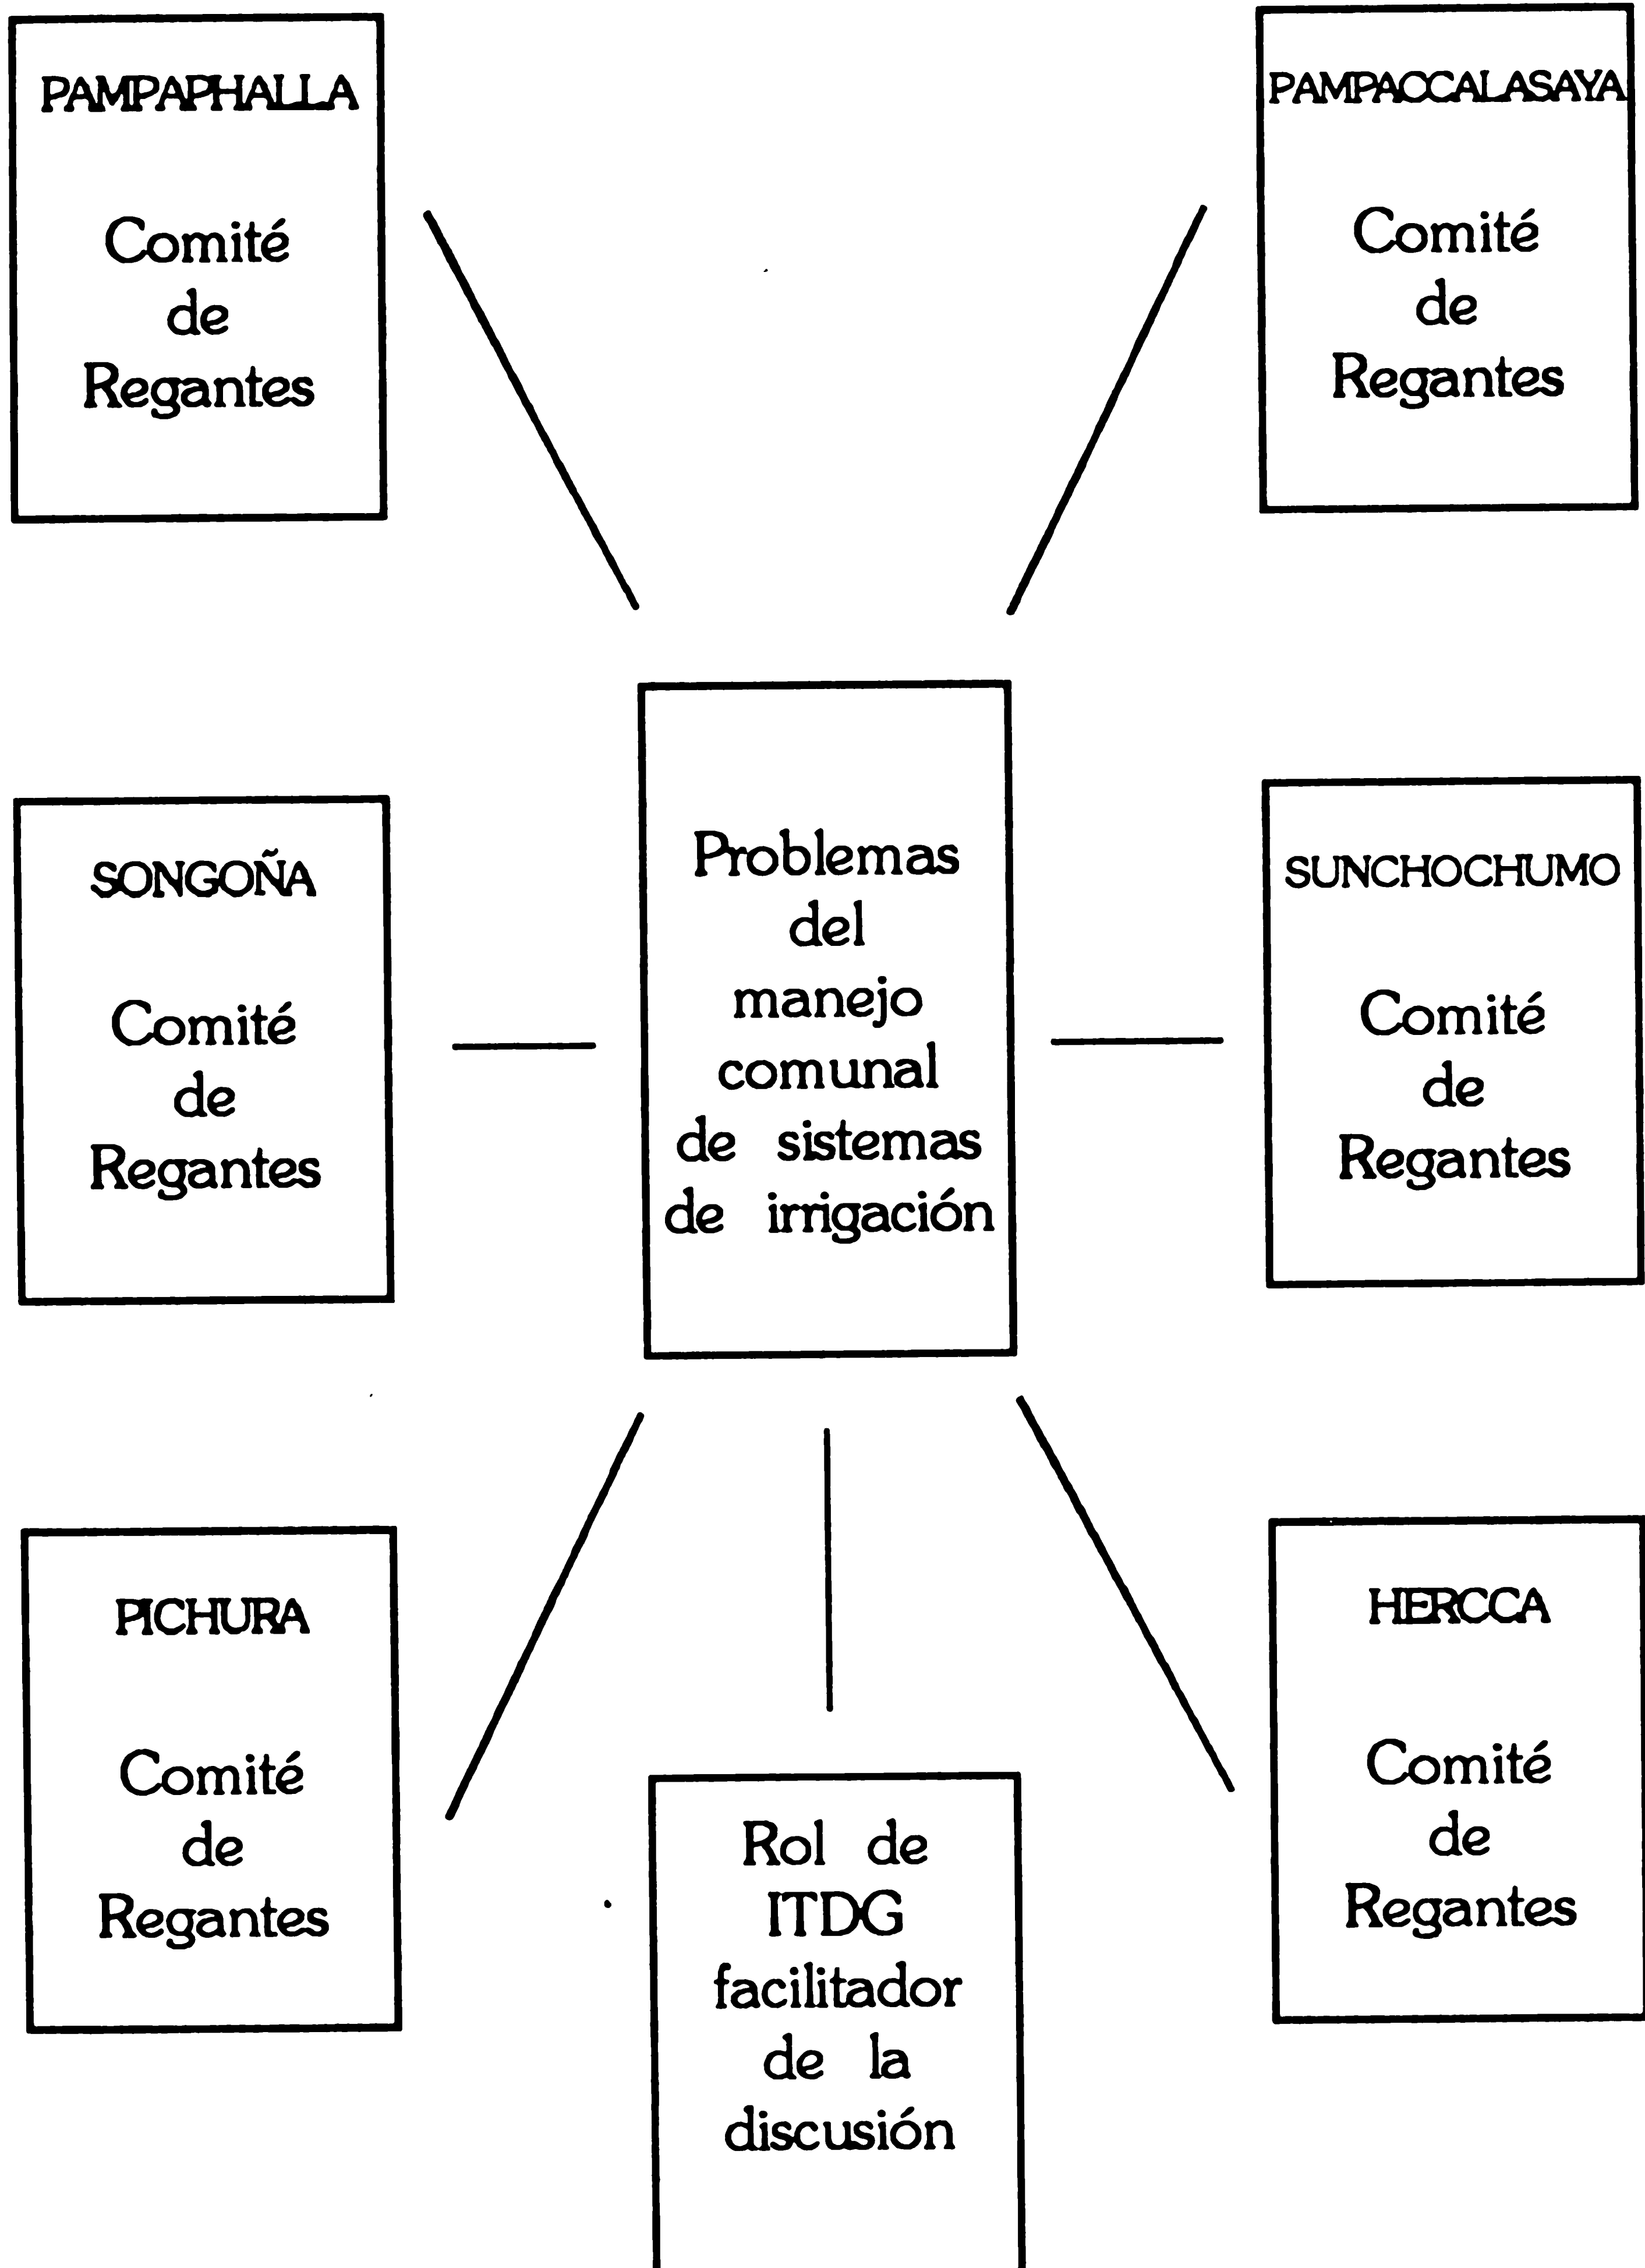 PAMPAPHALLA
Comité
de
Regantes
PAMPACCALASAYA
Comité
de
Regantes
SONGOÑA
Comité
de
Regantes
Problemas
del
manejo
comunal
de sistemas
de irrigación
SUNCHOCHUMO
Comité
de
Regantes
PICHURA
Comité
de
Regantes
Rol de
ITDG
facilitador
de la
discusión
HERCCA
Comité
de
Regantes